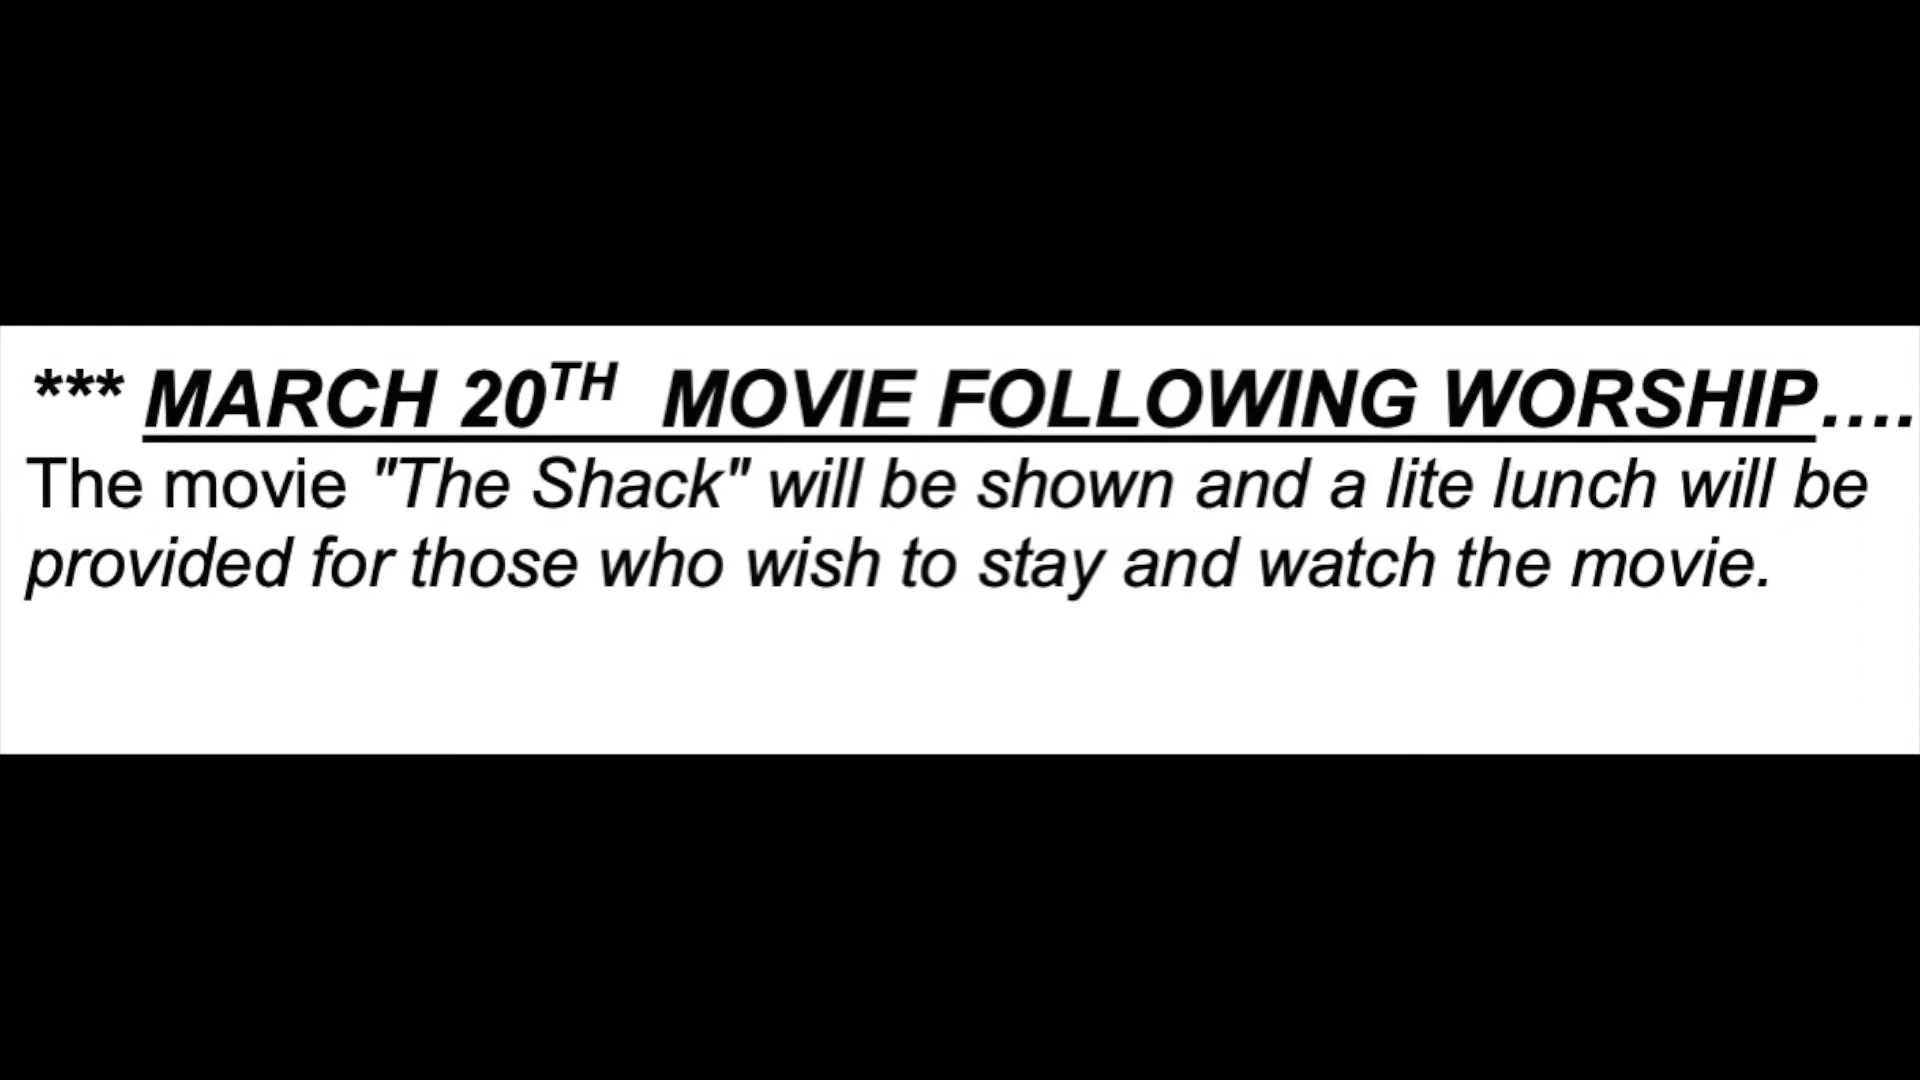 *** MARCH 20TH  MOVIE FOLLOWING WORSHIP....
The movie "The Shack" will be shown and a lite lunch will be
provided for those who wish to stay and watch the movie.